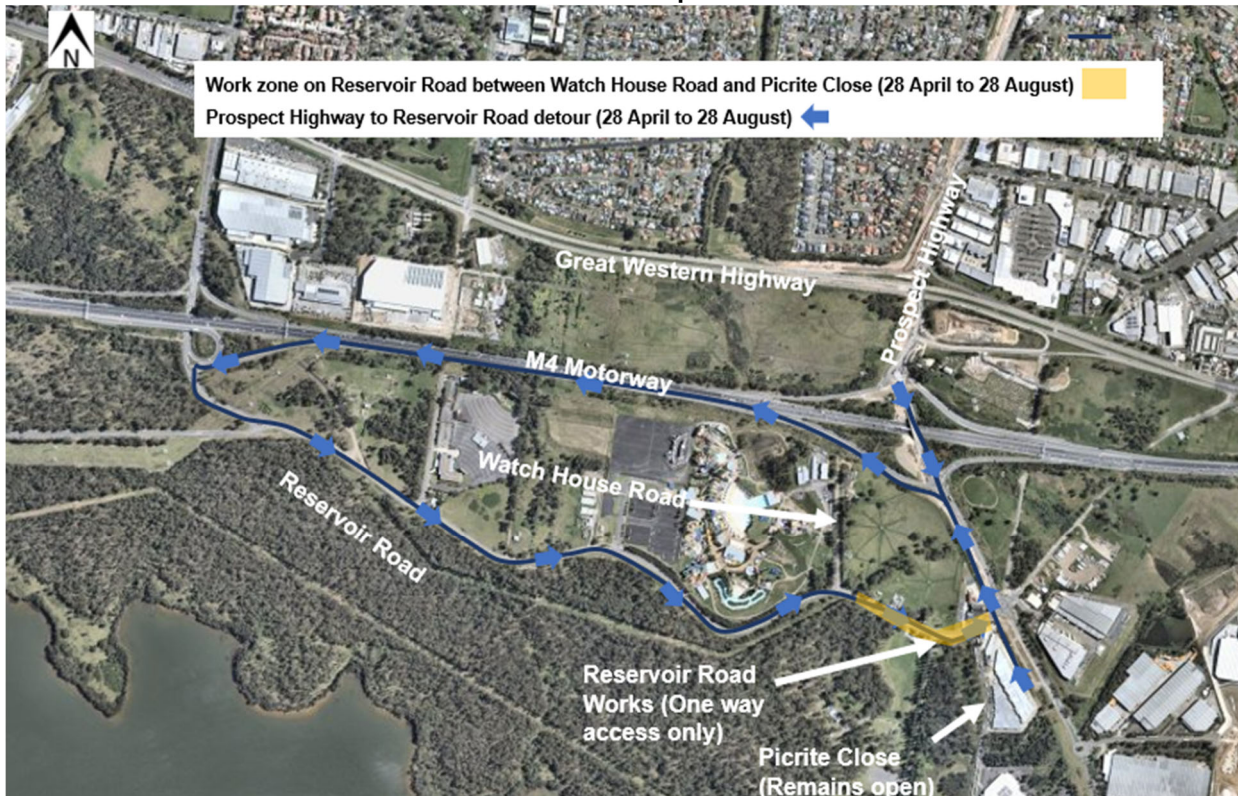 N
Work zone on Reservoir Road between Watch House Road and Picrite Close (28 April to 28 August)
Prospect Highway to Reservoir Road detour (28 April to 28 August)
Prospect Highway
Great Western Highway
M4 Motorway
Watch House Road
Reservoir Road
Reservoir Road
Works (One way
access only)
Picrite Close
(Remains open)